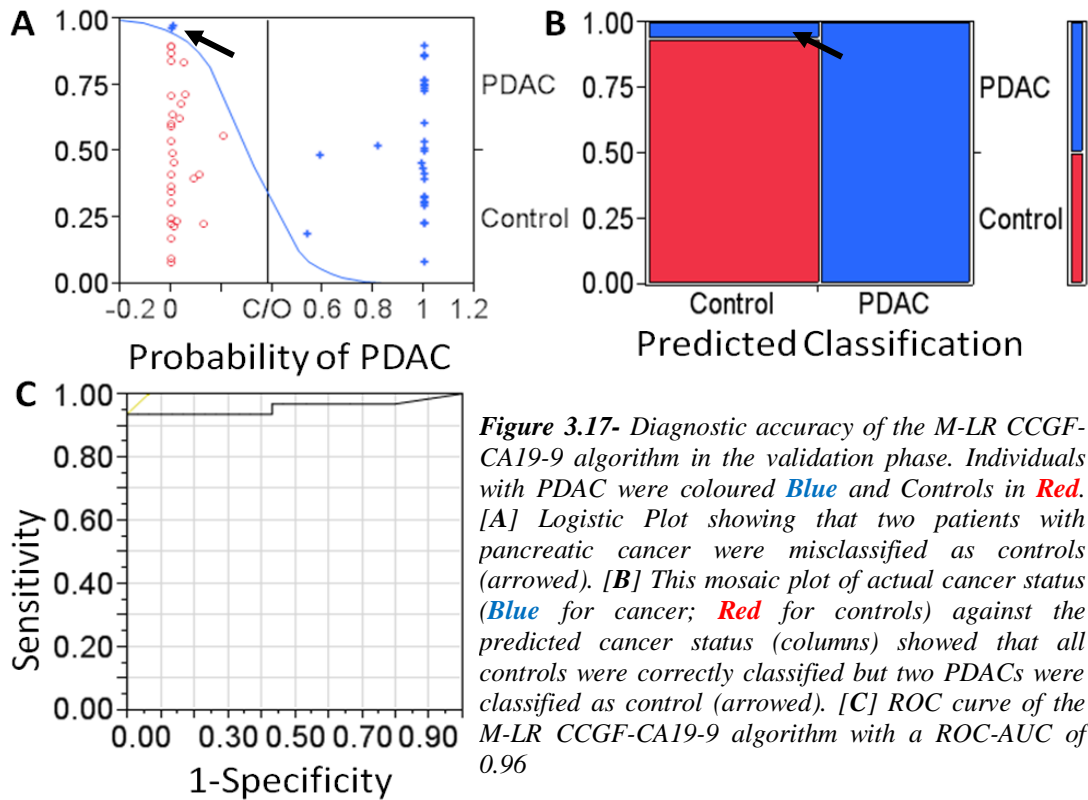 A
1.00
0.75
0.50
0.25
0.00
-0.2 0 C/O 0.6 0.8 1 1.2
PDAC
Control
Probability of PDAC
B
1.00
0.75
0.50
0.25
0.00
Control PDAC
PDAC
Control
Predicted Classification
C
1.00
0.80
0.60
0.40
0.20
0.00
Sensitivity
0.00 0.30 0.50 0.70 0.90
1-Specificity
Figure 3.17- Diagnostic accuracy of the M-LR CCGF-
CA19-9 algorithm in the validation phase. Individuals
with PDAC were coloured Blue and Controls in Red.
[A] Logistic Plot showing that two patients with
pancreatic cancer were misclassified as controls
(arrowed). [B] This mosaic plot of actual cancer status
(Blue for cancer; Red for controls) against the
predicted cancer status (columns) showed that all
controls were correctly classified but two PDACs were
classified as control (arrowed). [C] ROC curve of the
M-LR CCGF-CA19-9 algorithm with a ROC-AUC of
0.96